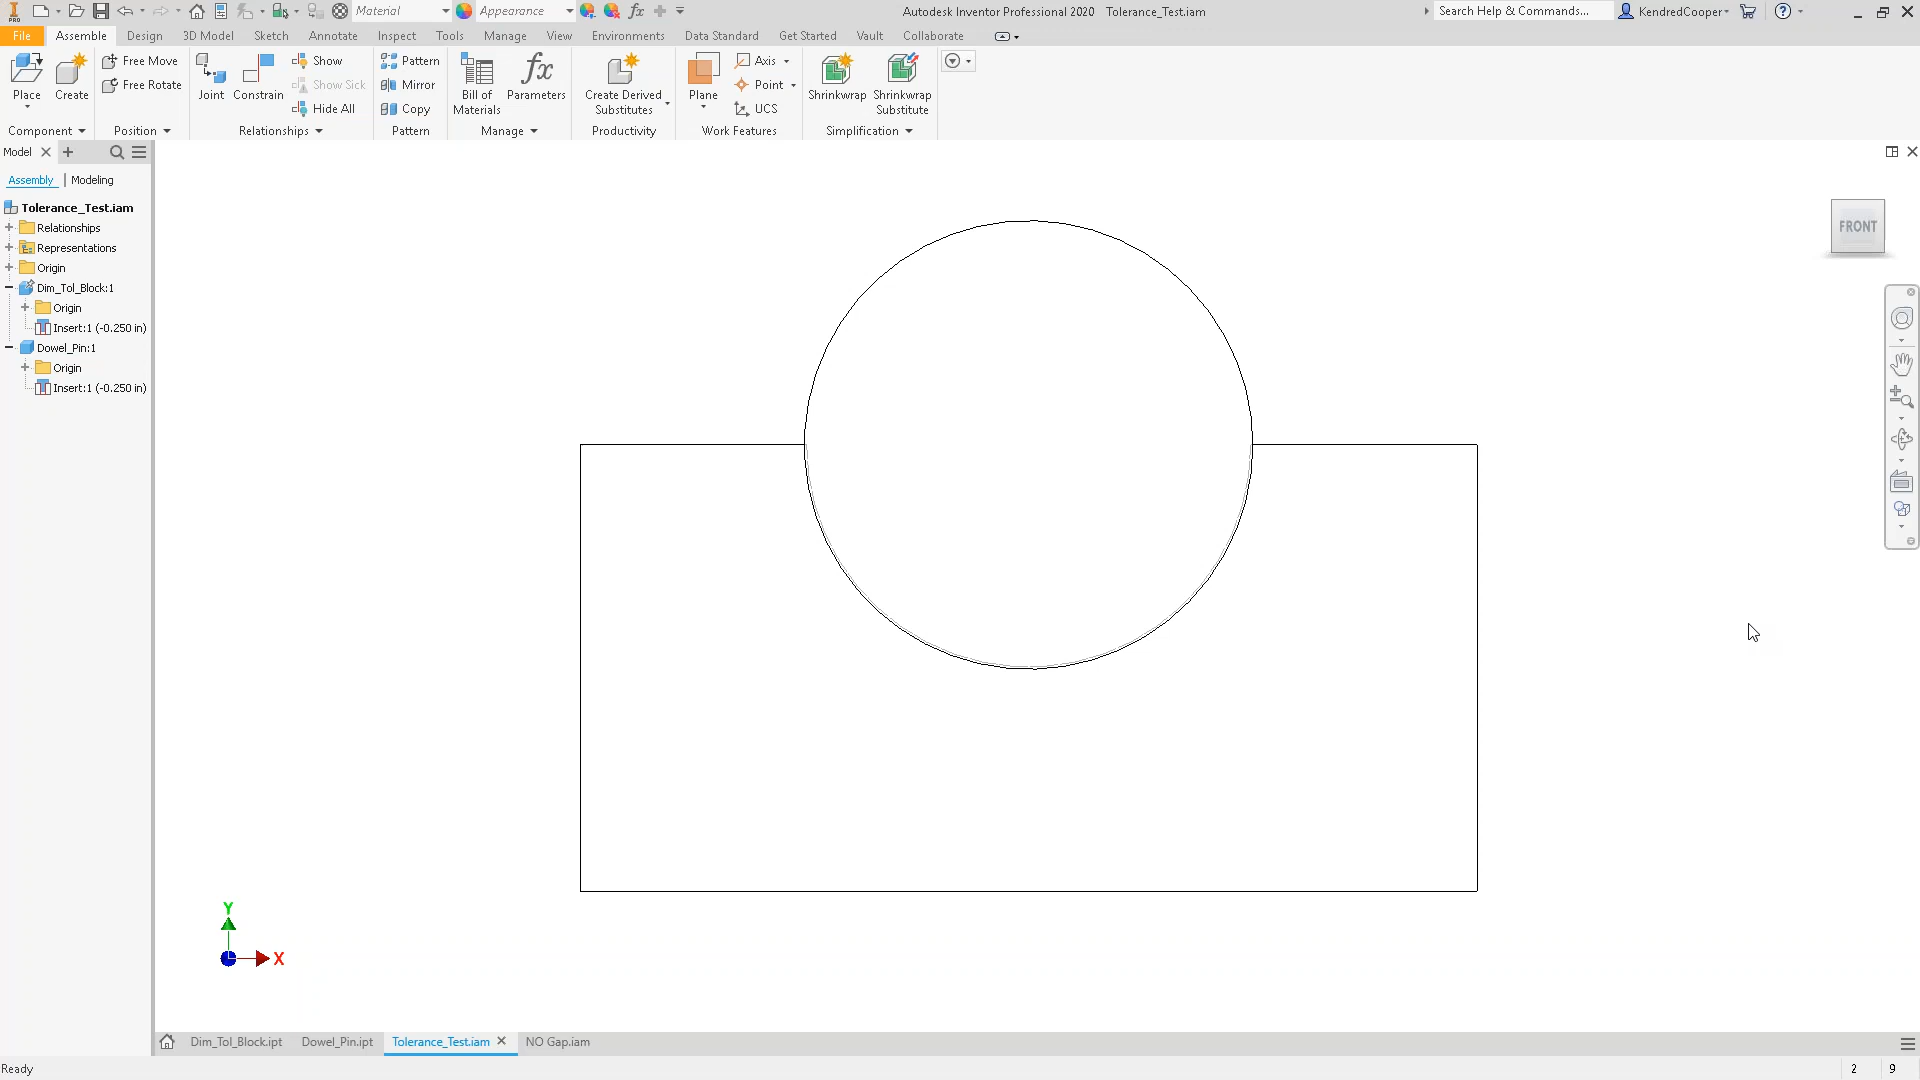 PRO Material Appearance fx Autodesk Inventor Professional 2020 Tolerance_Test.iam Search Help & Commands... KendredCooper
File Assemble Design 3D Model Sketch Annotate Inspect Tools Manage View Environments Data Standard Get Started Vault Collaborate
Place
Create
Component
Free Move
Free Rotate
Position
Joint
Constrain
Show
Show Sick
Hide All
Relationships
Pattern
Mirror
Copy
Pattern
Bill of
Materials
fx
Parameters
Manage
Create Derived
Substitutes
Productivity
Plane
Axis
Point
UCS
Work Features
Shrinkwrap
Shrinkwrap
Substitute
Simplification
Model
Assembly | Modeling
Tolerance_Test.iam
Relationships
Representations
Origin
Dim_Tol_Block:1
Origin
Insert:1 (-0.250 in)
Dowel_Pin:1
Origin
Insert:1 (-0.250 in)
FRONT
Y
X
Dim_Tol_Block.ipt Dowel_Pin.ipt Tolerance_Test.iam NO Gap.iam
Ready 2 9